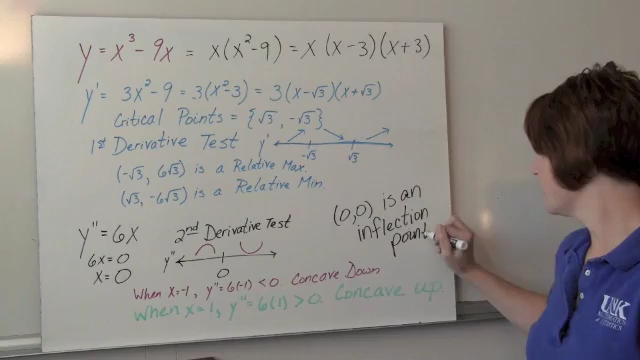 y = x³ - 9x = x(x² - 9) = x(x - 3)(x + 3)
y' = 3x² - 9 = 3(x² - 3) = 3(x - √3)(x + √3)
Critical Points = {√3, -√3}
1st Derivative Test y' -√3 √3
(-√3, 6√3) is a Relative Max.
(√3, -6√3) is a Relative Min.
y" = 6x
6x = 0
x = 0
2nd Derivative Test
y" 0
(0,0) is an
inflection
point
When x = -1, y" = 6(-1) < 0. Concave Down
When x = 1, y" = 6(1) > 0. Concave up.
UNK